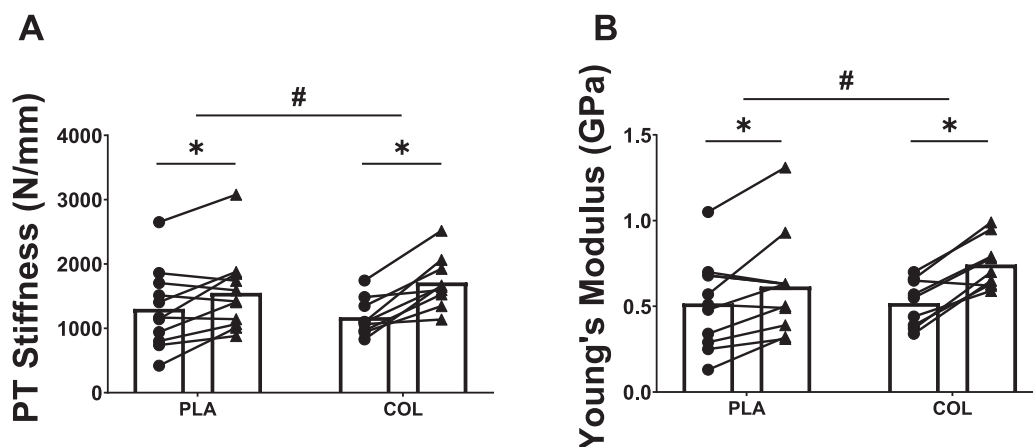 A
PT Stiffness (N/mm)
#
*
*
4000
3000
2000
1000
0
PLA
COL
B
Young's Modulus (GPa)
#
*
*
1.5
1.0
0.5
0.0
PLA
COL